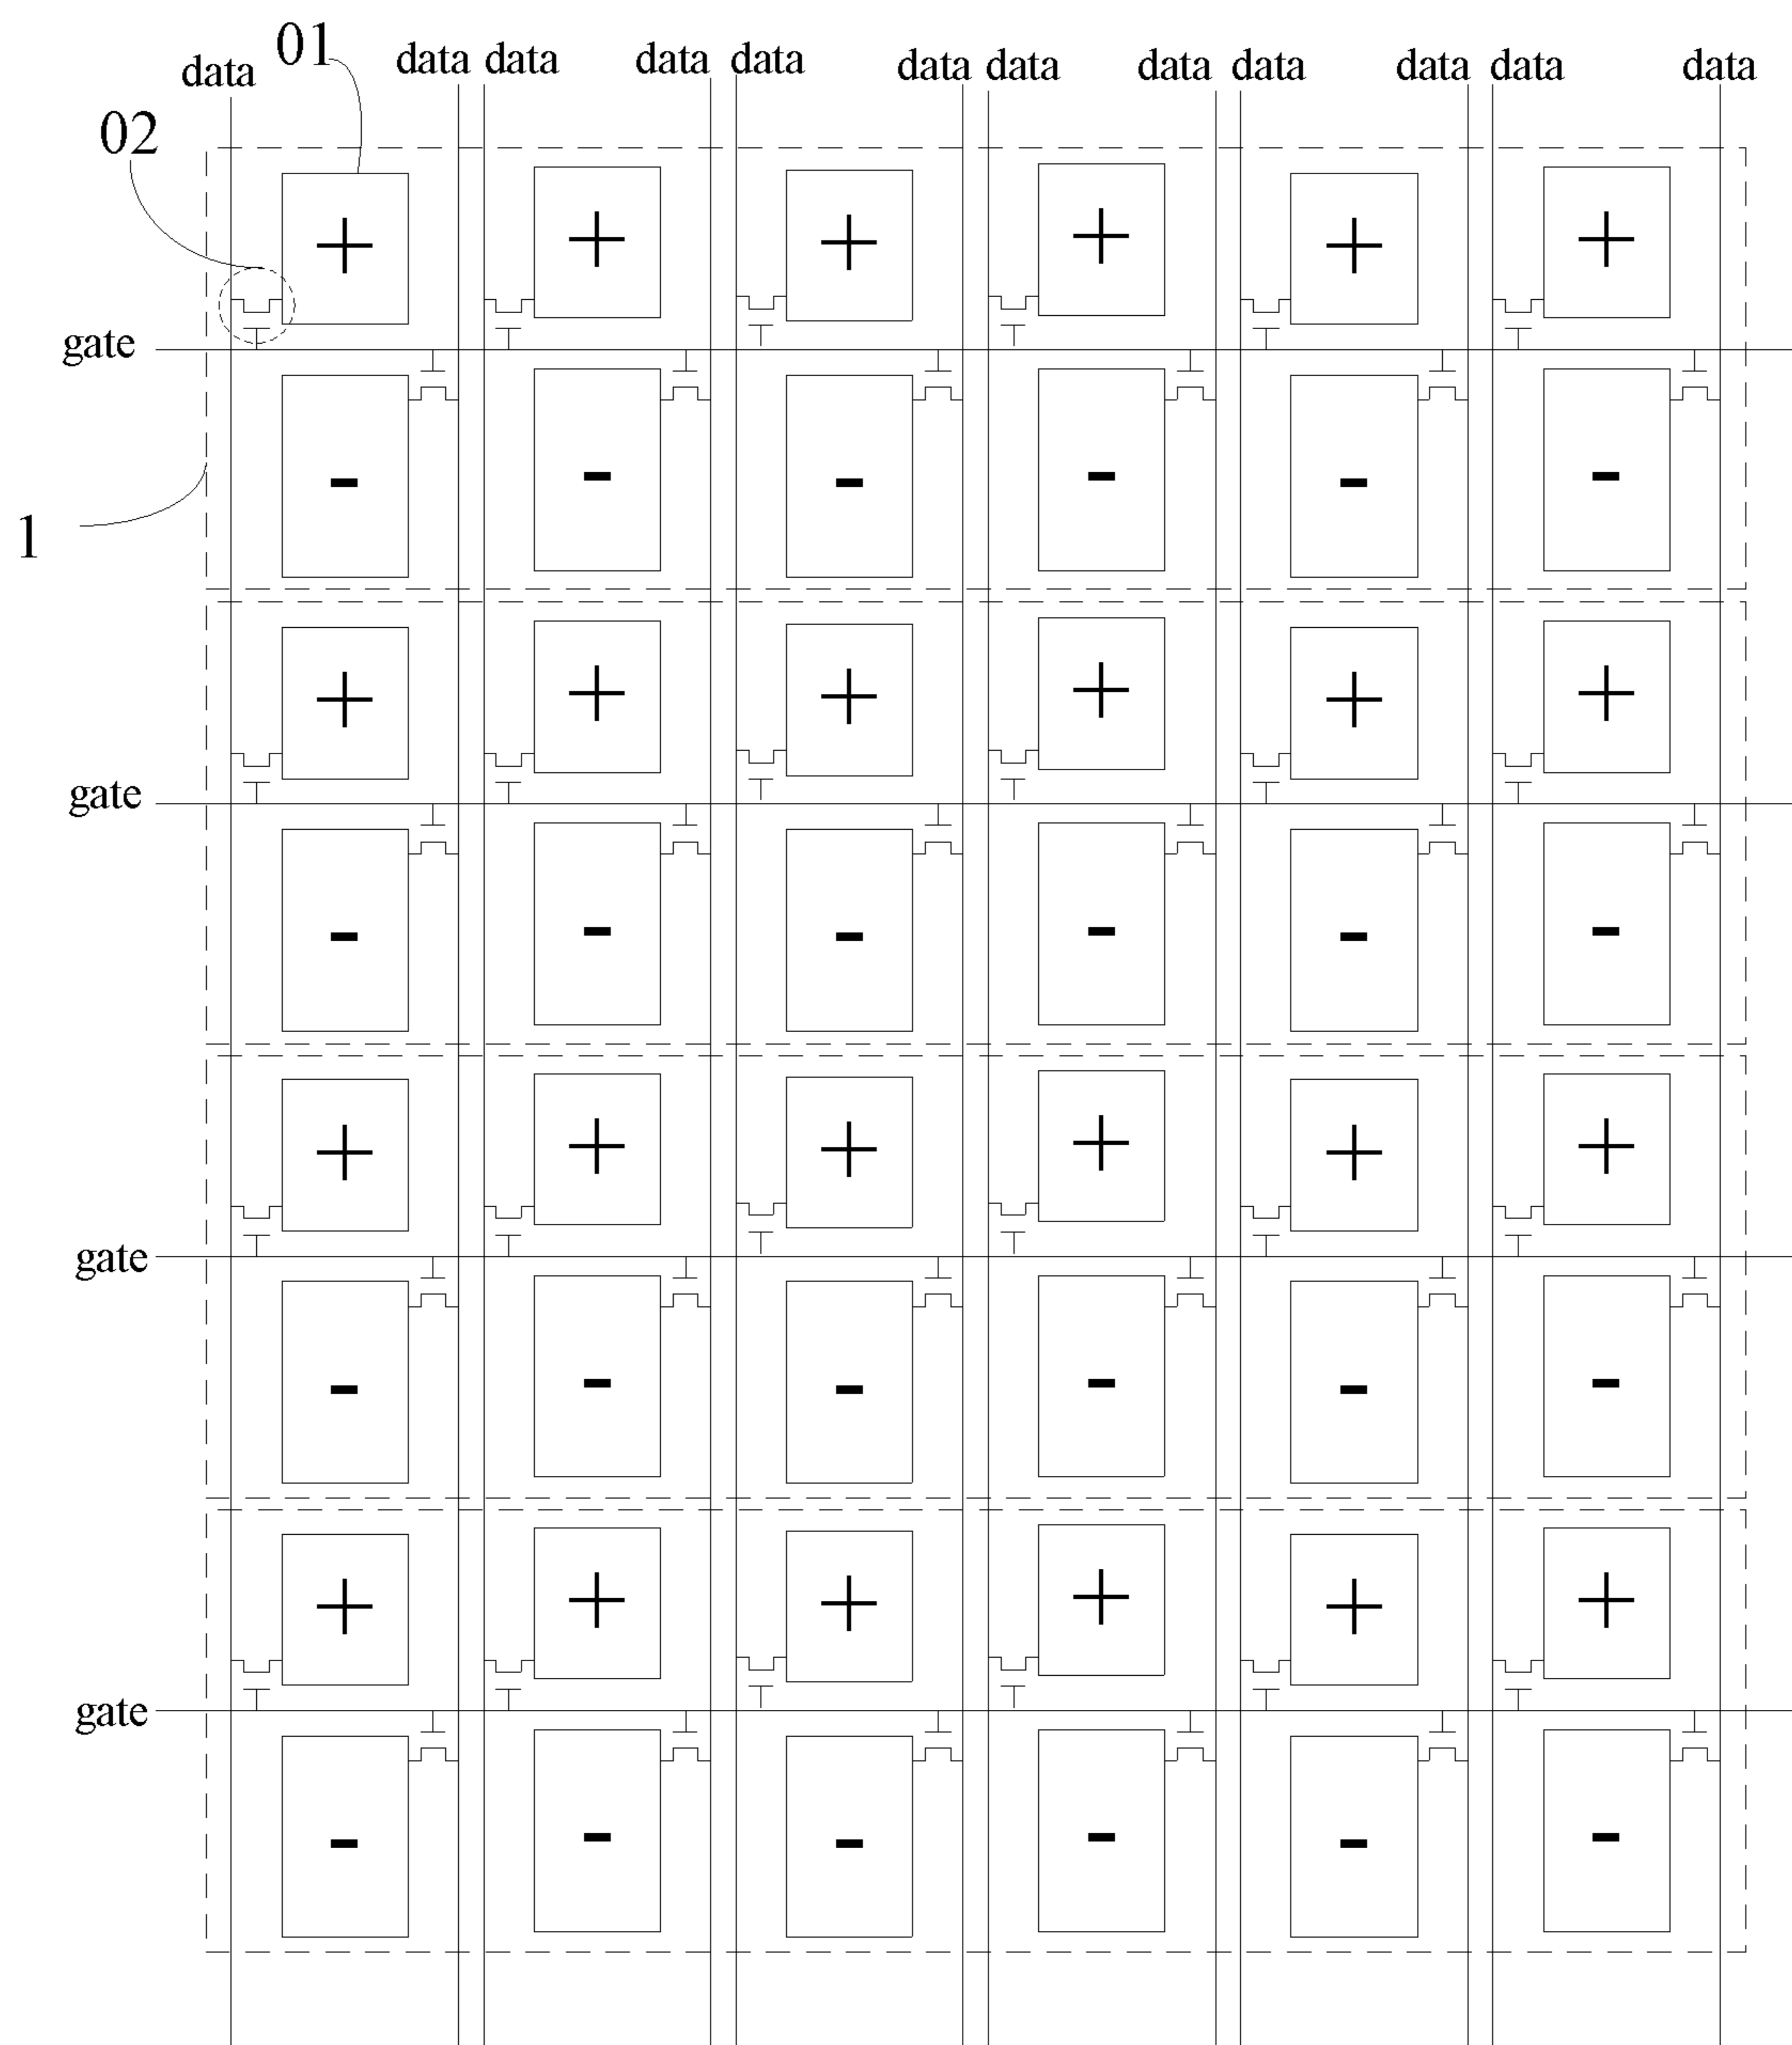 01
data data data data data data data data data data data data
02
+ + + + + +
gate
- - - - - -
1
+ + + + + +
gate
- - - - - -
+ + + + + +
gate
- - - - - -
+ + + + + +
gate
- - - - - -